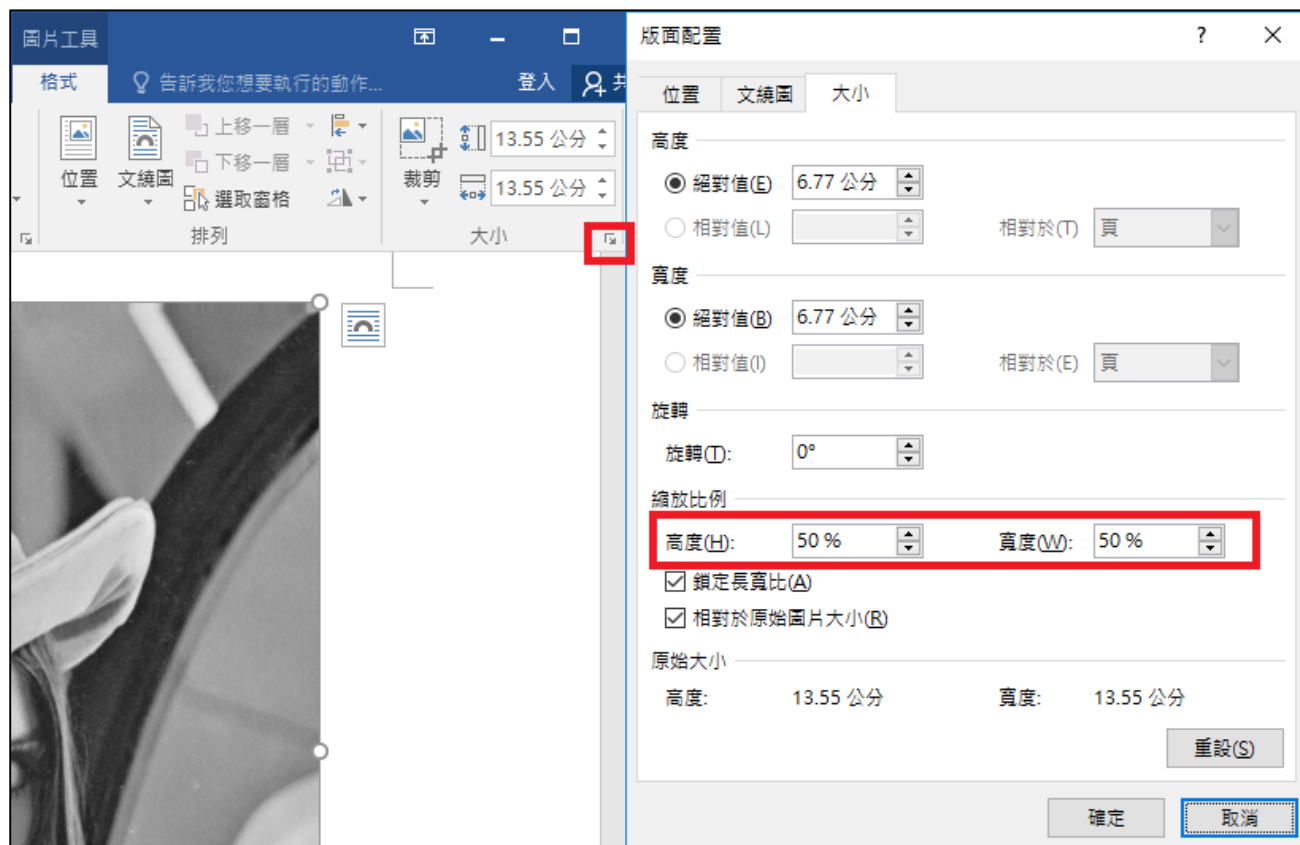 圖片工具
格式
告訴我您想要執行的動作...
登入
位置
文繞圖
上移一層
下移一層
選取窗格
裁剪
13.55 公分
13.55 公分
排列
大小
版面配置
?
位置 文繞圖 大小
高度
絕對值(E) 6.77 公分
相對值(L) 相對於(T) 頁
寬度
絕對值(B) 6.77 公分
相對值(I) 相對於(E) 頁
旋轉
旋轉(T): 0°
縮放比例
高度(H): 50 % 寬度(W): 50 %
鎖定長寬比(A)
相對於原始圖片大小(R)
原始大小
高度: 13.55 公分 寬度: 13.55 公分
重設(S)
確定 取消